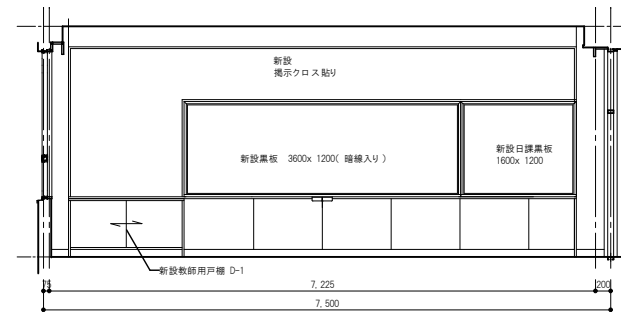 新設
掲示クロス貼り
新設黒板 3600x 1200( 暗線入り )
新設日課黒板
1600x 1200
新設教師用戸棚 D-1
75
7,225
200
7,500